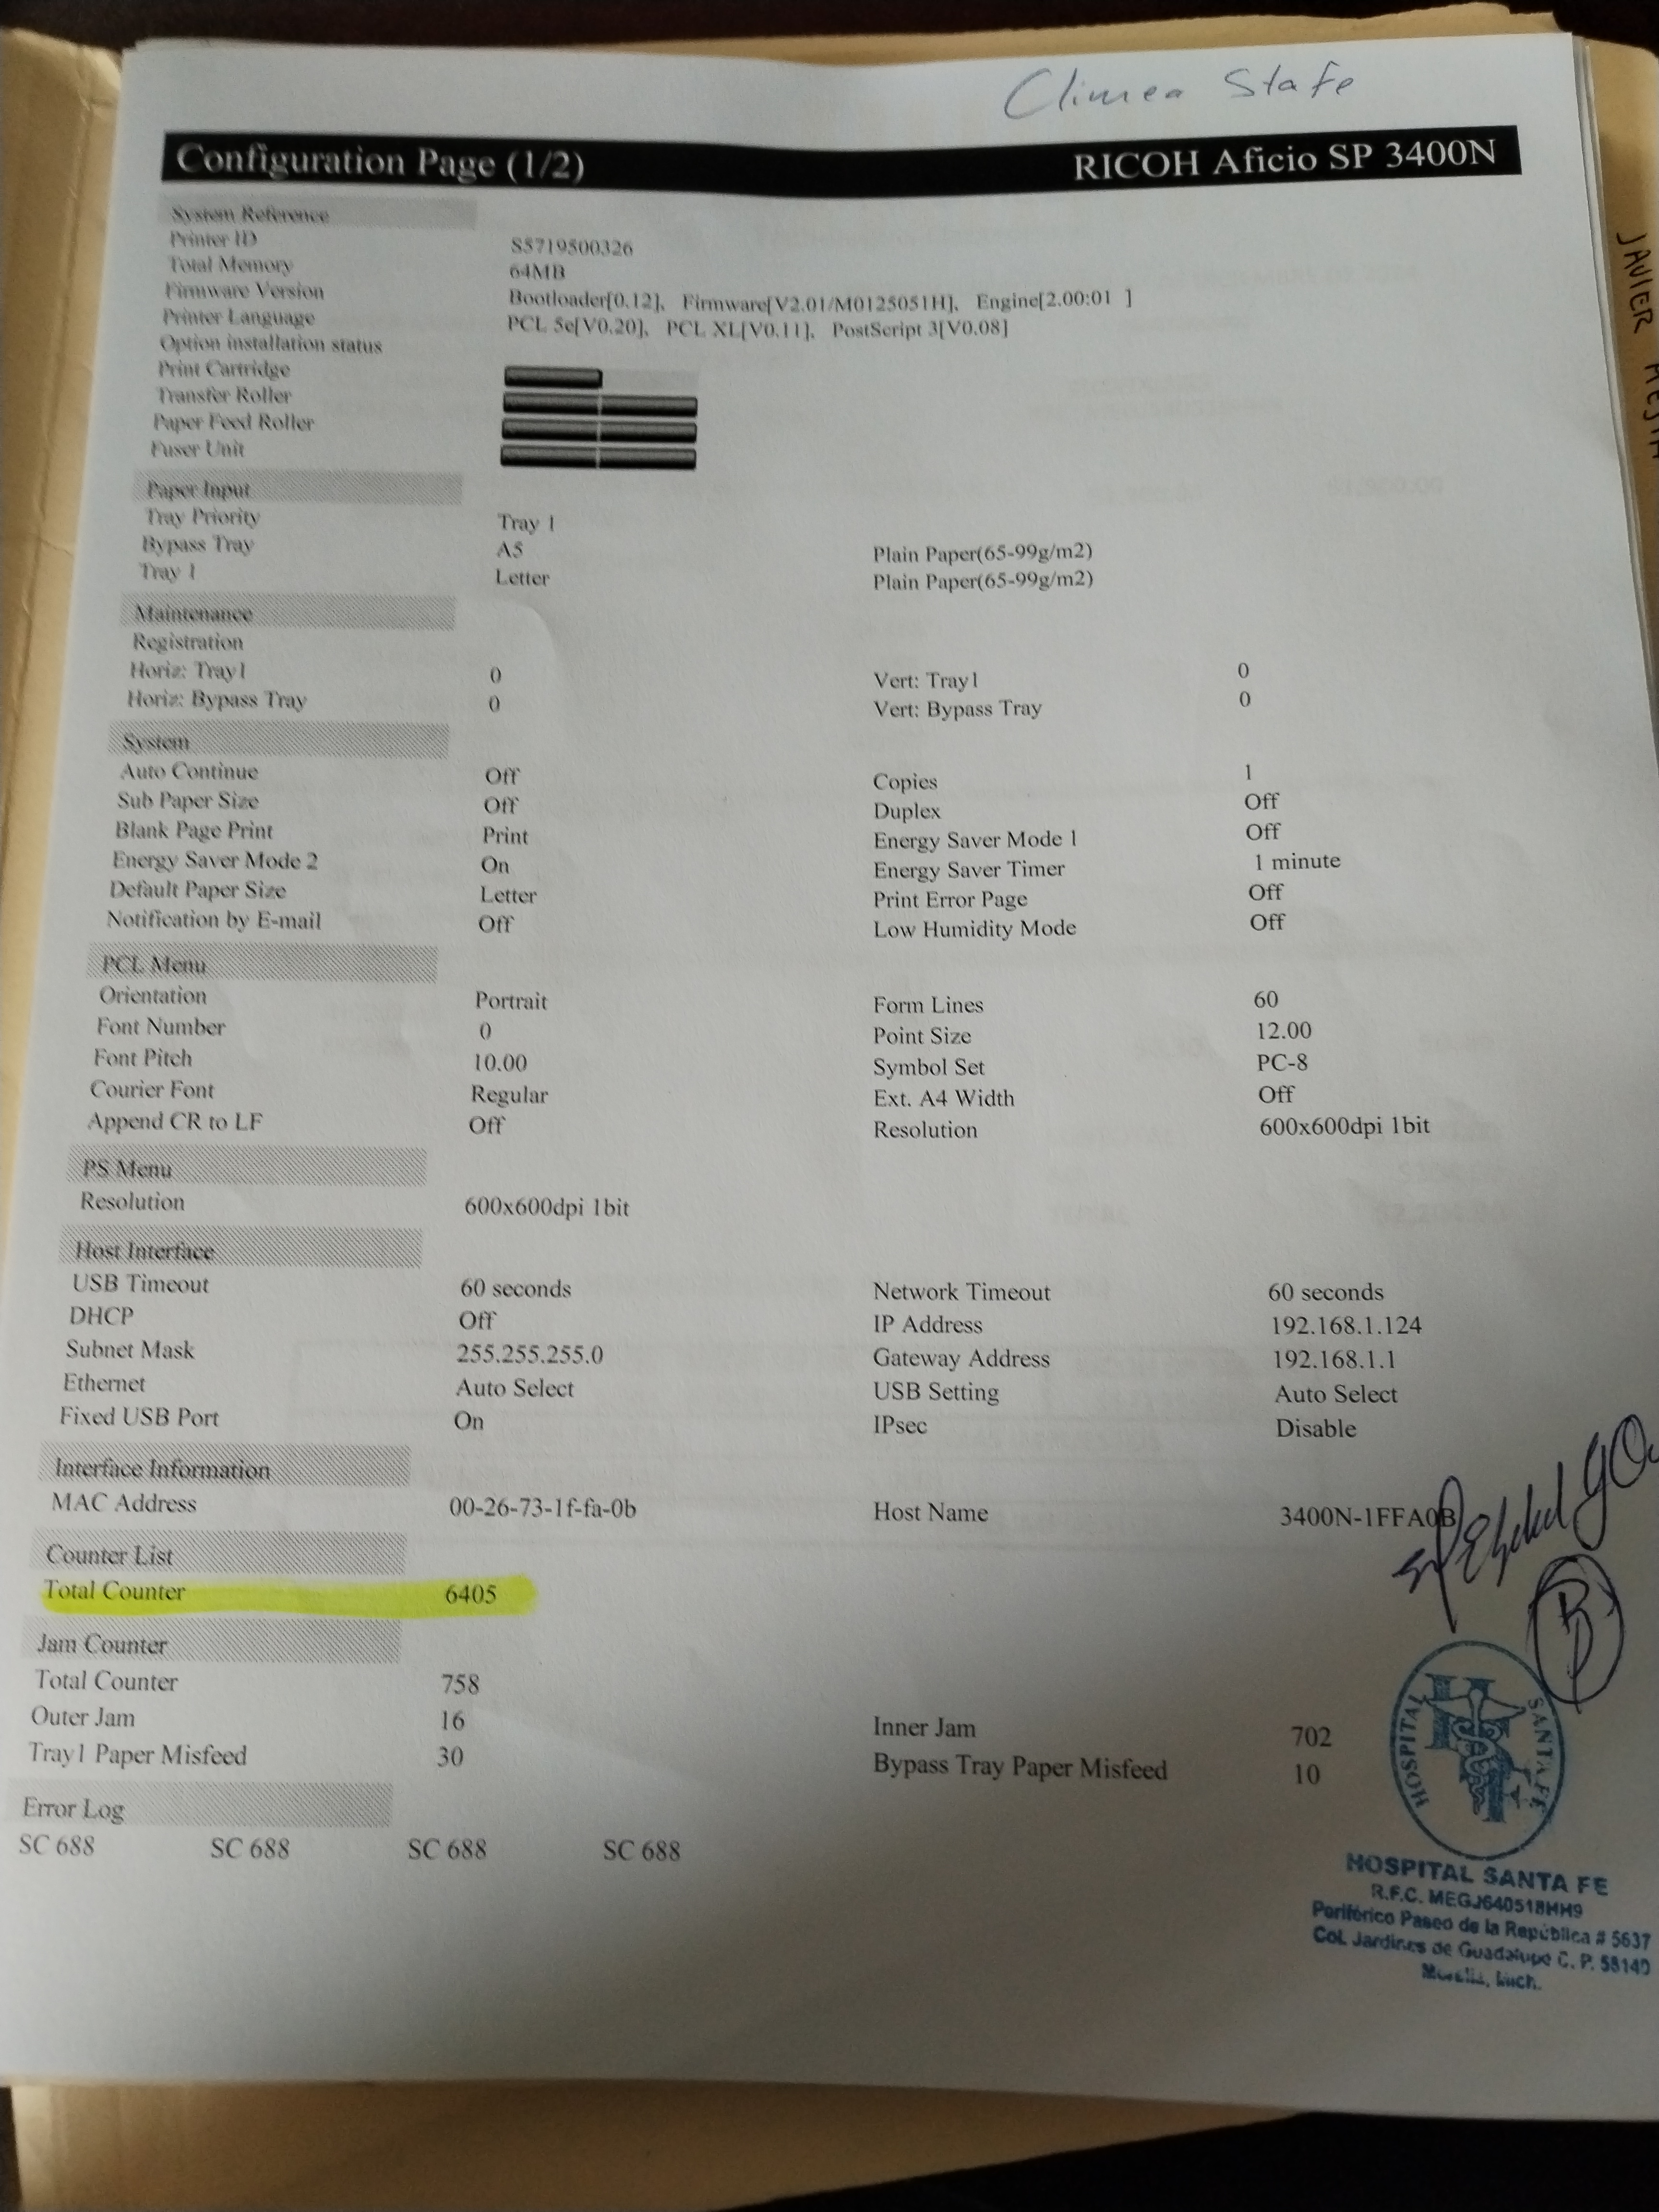 Climea Stafe
Configuration Page (1/2) RICOH Aficio SP 3400N
System Reference
Printer ID S5719500326
Total Memory 64MB
Firmware Version Bootloader[0.12], Firmware[V2.01/M0125051H], Engine[2.00:01 ]
Printer Language PCL 5e[V0.20], PCL XL[V0.11], PostScript 3[V0.08]
Option installation status
Print Cartridge
Transfer Roller
Paper Feed Roller
Fuser Unit
Paper Input
Tray Priority Tray 1
Bypass Tray A5 Plain Paper(65-99g/m2)
Tray 1 Letter Plain Paper(65-99g/m2)
Maintenance
Registration
Horiz: Tray1 0 Vert: Tray1 0
Horiz: Bypass Tray 0 Vert: Bypass Tray 0
System
Auto Continue Off Copies 1
Sub Paper Size Off Duplex Off
Blank Page Print Print Energy Saver Mode 1 Off
Energy Saver Mode 2 On Energy Saver Timer 1 minute
Default Paper Size Letter Print Error Page Off
Notification by E-mail Off Low Humidity Mode Off
PCL Menu
Orientation Portrait Form Lines 60
Font Number 0 Point Size 12.00
Font Pitch 10.00 Symbol Set PC-8
Courier Font Regular Ext. A4 Width Off
Append CR to LF Off Resolution 600x600dpi 1bit
PS Menu
Resolution 600x600dpi 1bit
Host Interface
USB Timeout 60 seconds Network Timeout 60 seconds
DHCP Off IP Address 192.168.1.124
Subnet Mask 255.255.255.0 Gateway Address 192.168.1.1
Ethernet Auto Select USB Setting Auto Select
Fixed USB Port On IPsec Disable
Interface Information
MAC Address 00-26-73-1f-fa-0b Host Name 3400N-1FFA0B
Counter List
Total Counter 6405
Jam Counter
Total Counter 758
Outer Jam 16 Inner Jam 702
Tray1 Paper Misfeed 30 Bypass Tray Paper Misfeed 10
Error Log
SC 688 SC 688 SC 688 SC 688
HOSPITAL SANTA FE
HOSPITAL SANTA FE
R.F.C. MEGJ640518HH9
Periférico Paseo de la República # 5637
Col. Jardines de Guadalupe C. P. 58140
Morelia, Mich.
JAVIER MEJIA